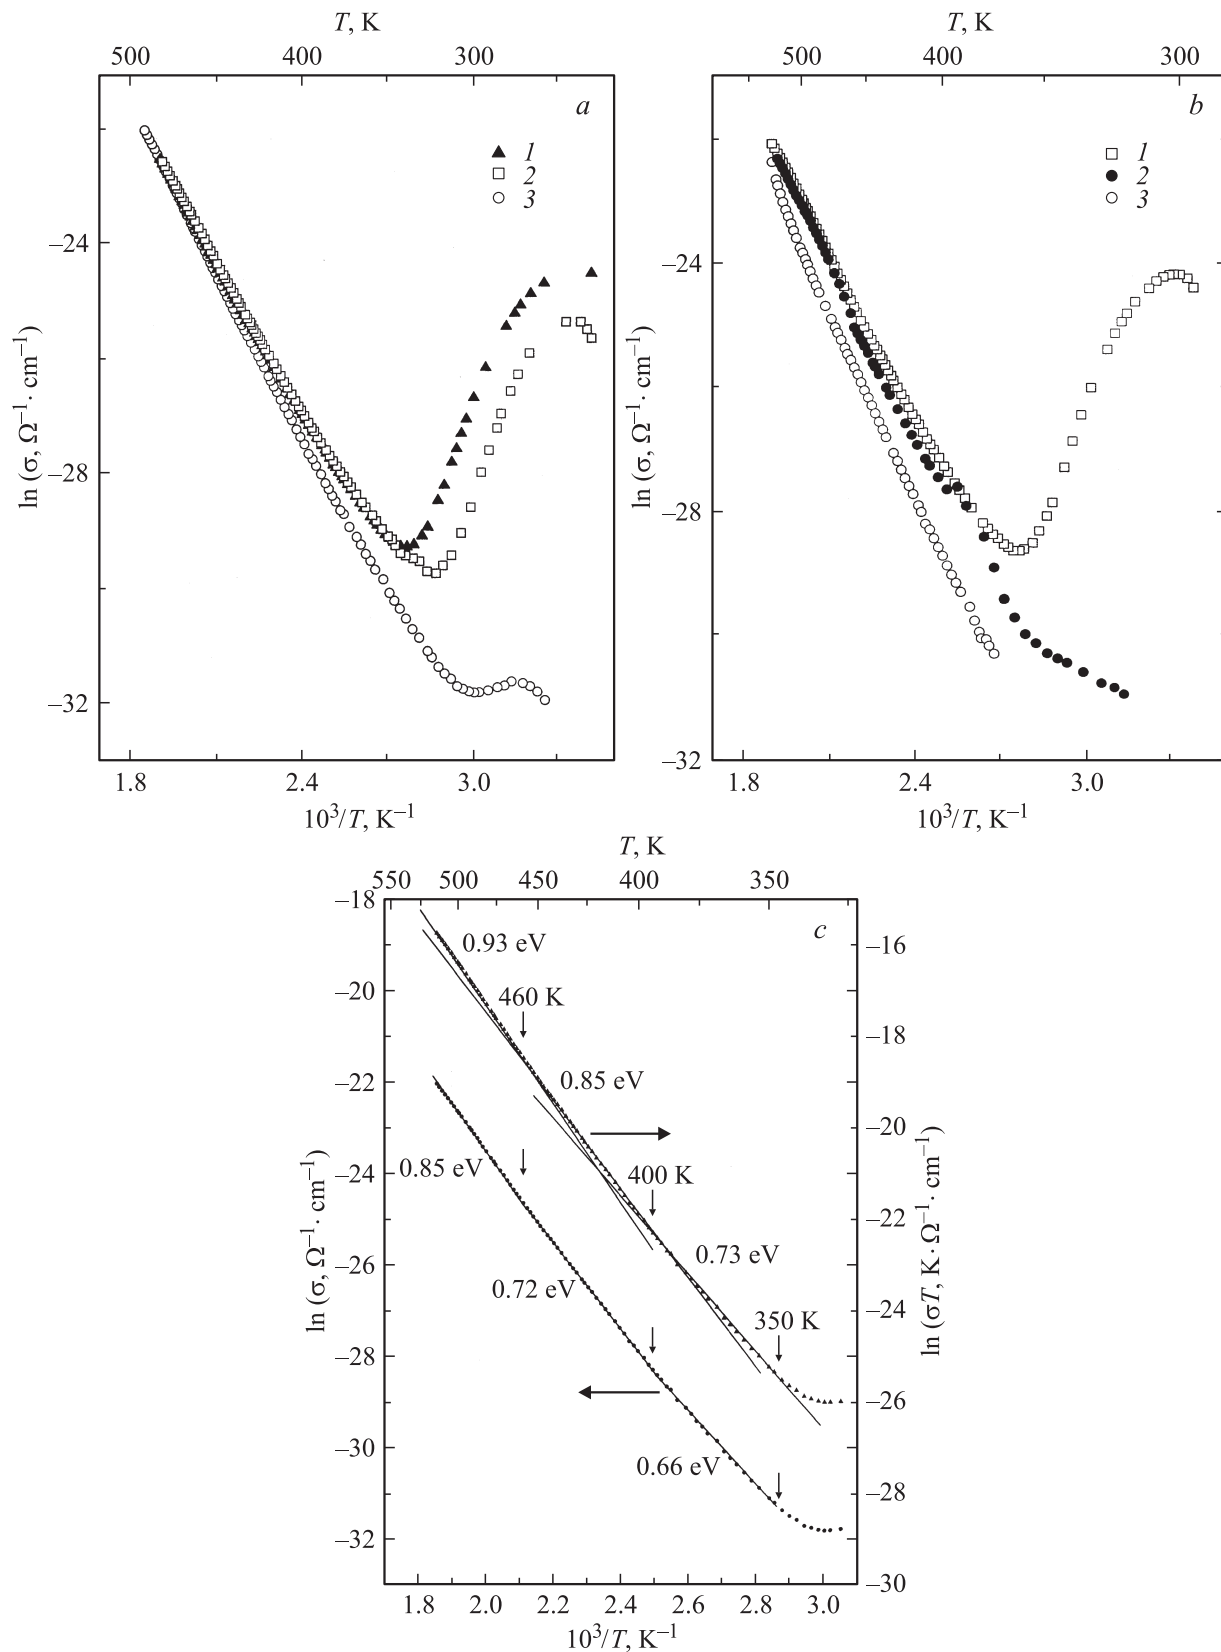 T, K
500 400 300
a
1
2
3
ln (σ, Ω⁻¹· cm⁻¹)
−24
−28
−32
1.8 2.4 3.0
10³/T, K⁻¹
T, K
500 400 300
b
1
2
3
ln (σ, Ω⁻¹· cm⁻¹)
−24
−28
−32
1.8 2.4 3.0
10³/T, K⁻¹
T, K
550 500 450 400 350
c
ln (σ, Ω⁻¹· cm⁻¹)
−18
−20
−22
−24
−26
−28
−30
−32
0.93 eV
460 K
0.85 eV
400 K
0.85 eV
0.73 eV
0.72 eV
350 K
0.66 eV
ln (σT, K· Ω⁻¹· cm⁻¹)
−16
−18
−20
−22
−24
−26
−28
−30
1.8 2.0 2.2 2.4 2.6 2.8 3.0
10³/T, K⁻¹